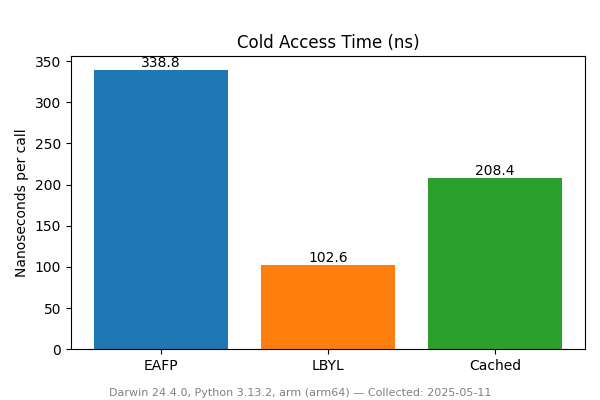 Cold Access Time (ns)
Nanoseconds per call
350
300
250
200
150
100
50
0
338.8
102.6
208.4
EAFP
LBYL
Cached
Darwin 24.4.0, Python 3.13.2, arm (arm64) — Collected: 2025-05-11